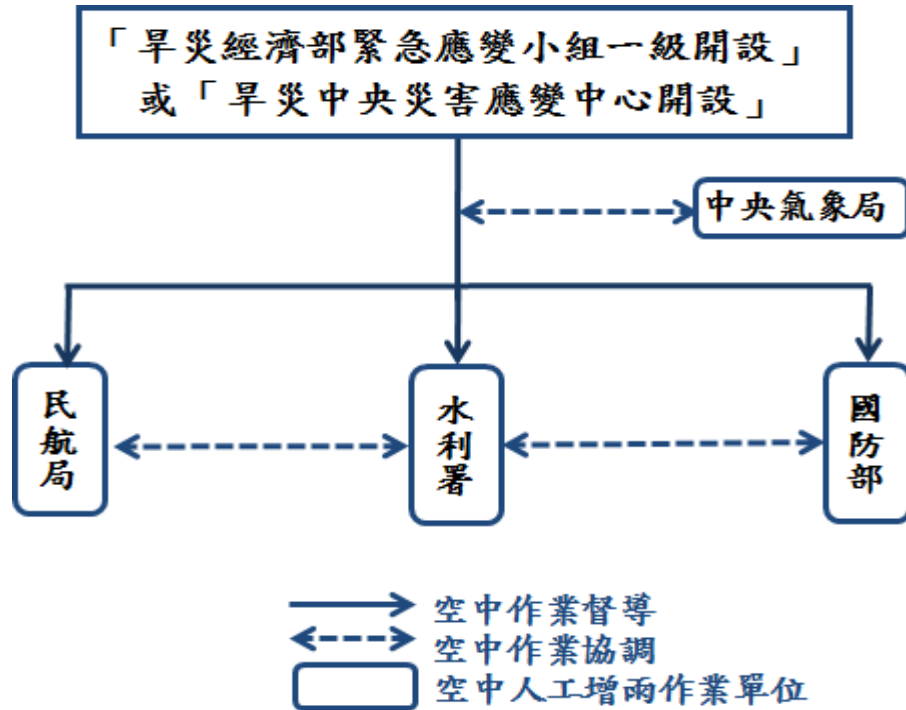 「旱災經濟部緊急應變小組一級開設」
或「旱災中央災害應變中心開設」
中央氣象局
民航局
水利署
國防部
空中作業督導
空中作業協調
空中人工增雨作業單位